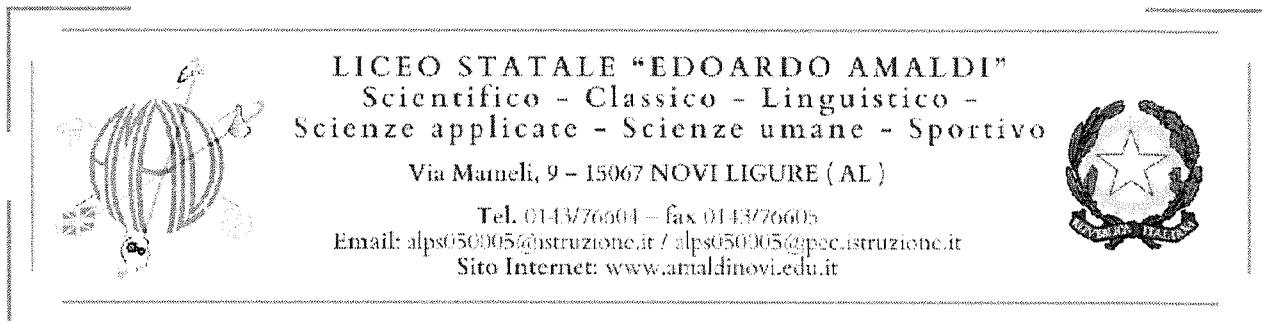 LICEO STATALE “EDOARDO AMALDI”
Scientifico - Classico - Linguistico -
Scienze applicate - Scienze umane - Sportivo
Via Mameli, 9 – 15067 NOVI LIGURE ( AL )
Tel. 0143/76604 – fax 0143/76605
Email: alps050005@istruzione.it / alps050005@pec.istruzione.it
Sito Internet: www.amaldinovi.edu.it